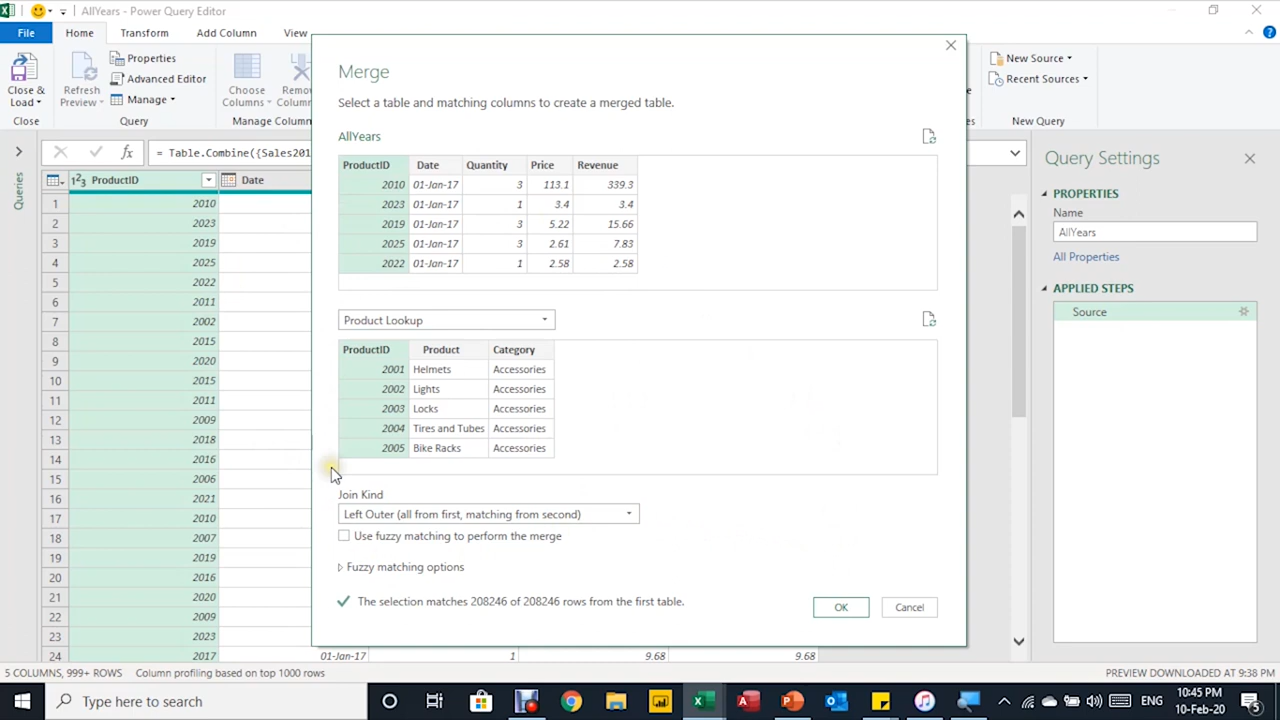 AllYears - Power Query Editor
File Home Transform Add Column View
Close & Load
Refresh Preview
Properties
Advanced Editor
Manage
Choose Columns
Remove Column
New Source
Recent Sources
Close Query Manage Column New Query
fx = Table.Combine({Sales201
Queries
ProductID Date
1 2010
2 2023
3 2019
4 2025
5 2022
6 2011
7 2002
8 2015
9 2020
10 2015
11 2011
12 2009
13 2018
14 2016
15 2006
16 2021
17 2010
18 2007
19 2019
20 2016
21 2020
22 2009
23 2023
24 2017 01-Jan-17 1 9.68 9.68
Merge
Select a table and matching columns to create a merged table.
AllYears
ProductID Date Quantity Price Revenue
2010 01-Jan-17 3 113.1 339.3
2023 01-Jan-17 1 3.4 3.4
2019 01-Jan-17 3 5.22 15.66
2025 01-Jan-17 3 2.61 7.83
2022 01-Jan-17 1 2.58 2.58
Product Lookup
ProductID Product Category
2001 Helmets Accessories
2002 Lights Accessories
2003 Locks Accessories
2004 Tires and Tubes Accessories
2005 Bike Racks Accessories
Join Kind
Left Outer (all from first, matching from second)
Use fuzzy matching to perform the merge
Fuzzy matching options
The selection matches 208246 of 208246 rows from the first table.
OK Cancel
Query Settings
PROPERTIES
Name
AllYears
All Properties
APPLIED STEPS
Source
5 COLUMNS, 999+ ROWS Column profiling based on top 1000 rows PREVIEW DOWNLOADED AT 9:38 PM
Type here to search
ENG
10:45 PM
10-Feb-20
5